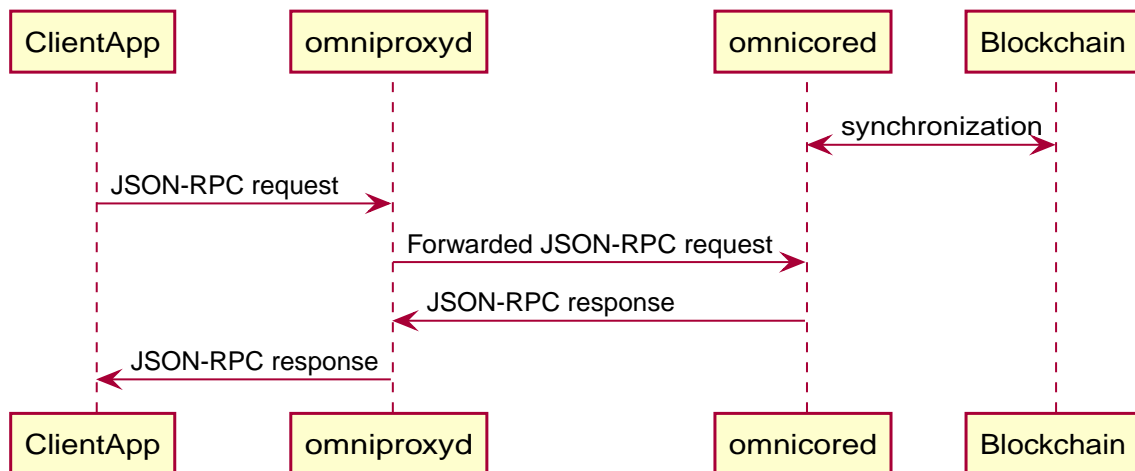 ClientApp
omniproxyd
omnicored
Blockchain
synchronization
JSON-RPC request
Forwarded JSON-RPC request
JSON-RPC response
JSON-RPC response
ClientApp
omniproxyd
omnicored
Blockchain